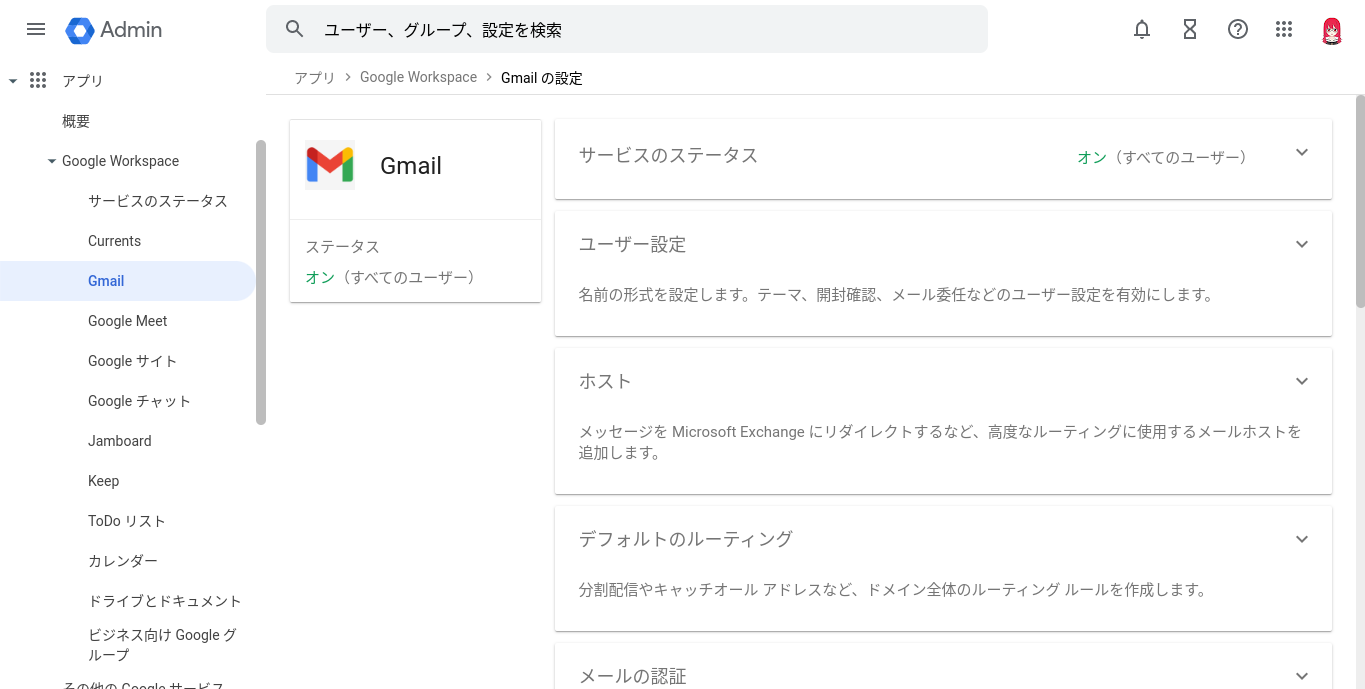 Admin
ユーザー、グループ、設定を検索
アプリ
概要
Google Workspace
サービスのステータス
Currents
Gmail
Google Meet
Google サイト
Google チャット
Jamboard
Keep
ToDo リスト
カレンダー
ドライブとドキュメント
ビジネス向け Google グ
ループ
その他の Google サービス
アプリ > Google Workspace > Gmail の設定
Gmail
ステータス
オン（すべてのユーザー）
サービスのステータス
オン（すべてのユーザー）
ユーザー設定
名前の形式を設定します。テーマ、開封確認、メール委任などのユーザー設定を有効にします。
ホスト
メッセージを Microsoft Exchange にリダイレクトするなど、高度なルーティングに使用するメールホストを
追加します。
デフォルトのルーティング
分割配信やキャッチオール アドレスなど、ドメイン全体のルーティング ルールを作成します。
メールの認証